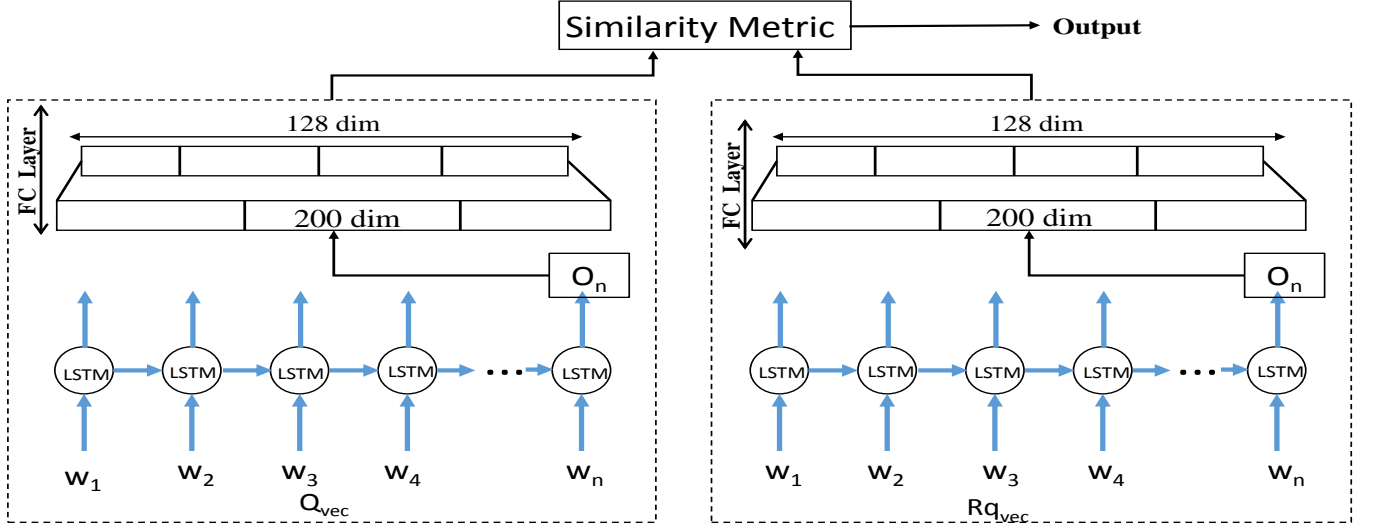 Similarity Metric
Output
FC Layer
128 dim
200 dim
Oₙ
LSTM LSTM LSTM LSTM ... LSTM
w₁ w₂ w₃ w₄ wₙ
Qᵥₑc
FC Layer
128 dim
200 dim
Oₙ
LSTM LSTM LSTM LSTM ... LSTM
w₁ w₂ w₃ w₄ wₙ
Rqᵥₑc